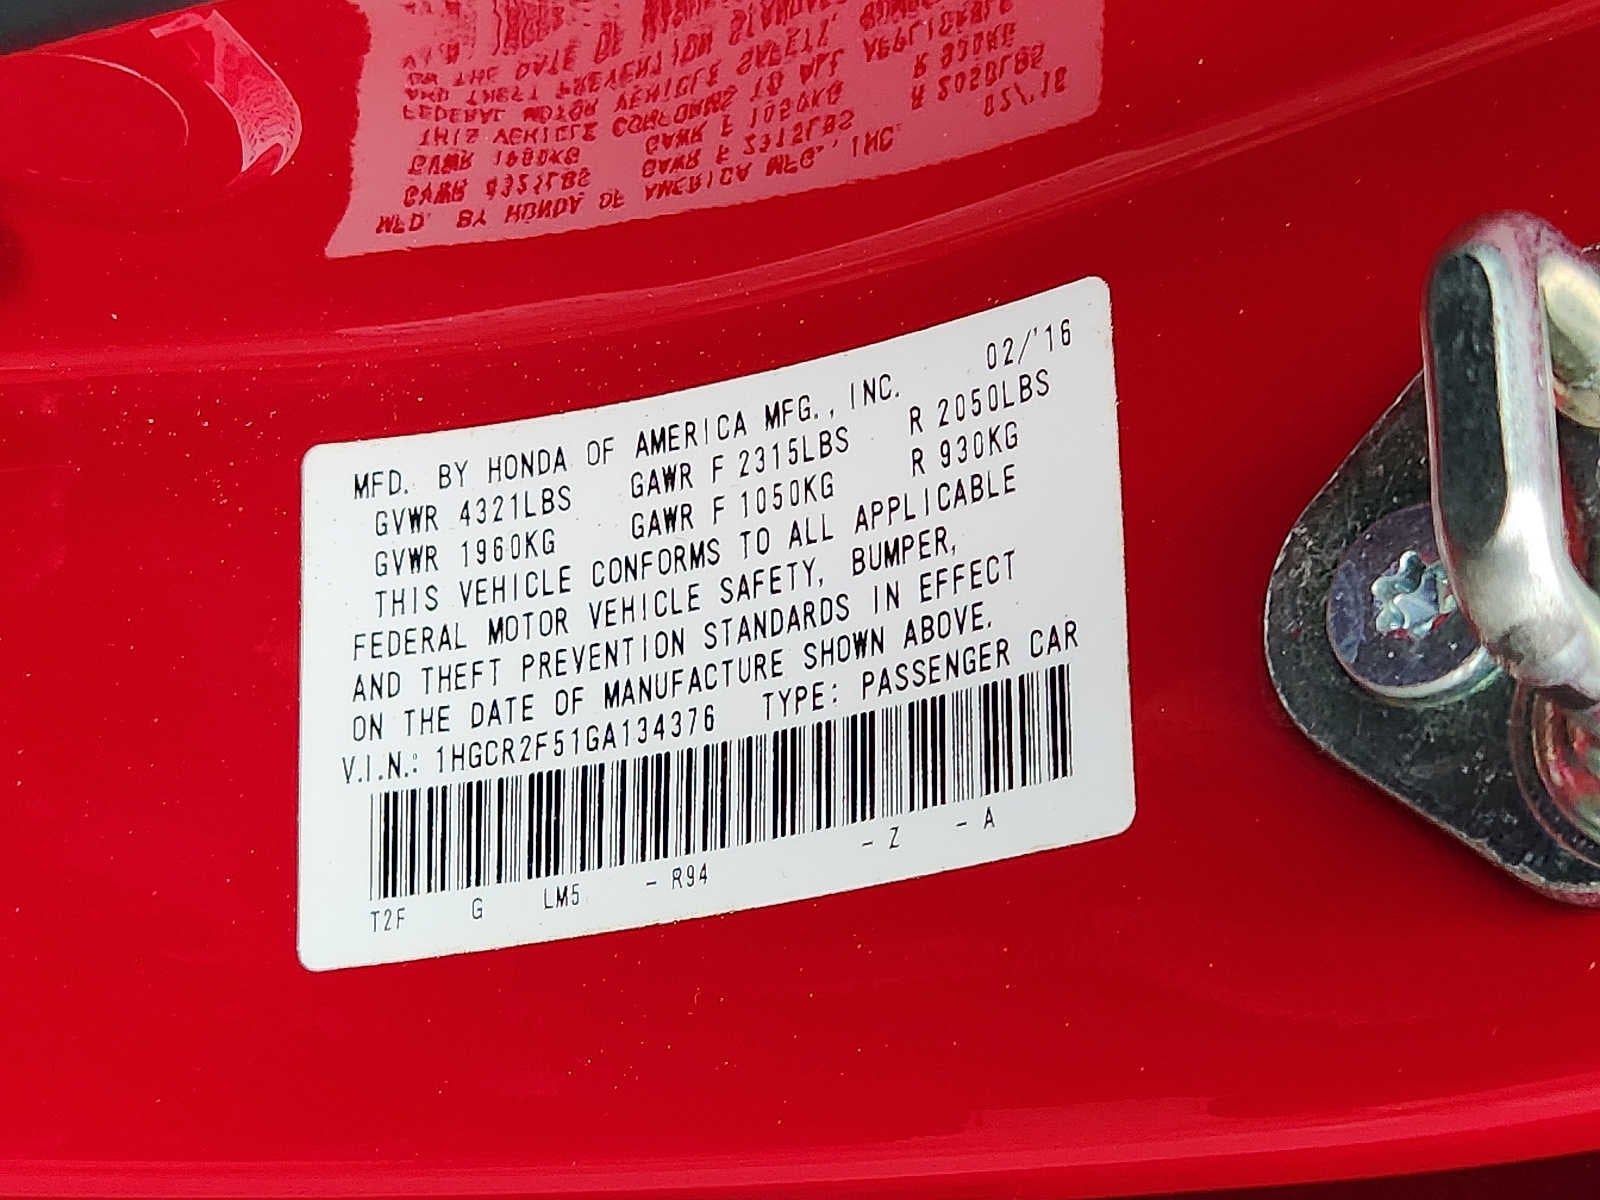 MFD. BY HONDA OF AMERICA MFG., INC. 02/'16
GVWR 4321LBS GAWR F 2315LBS R 2050LBS
GVWR 1960KG GAWR F 1050KG R 930KG
THIS VEHICLE CONFORMS TO ALL APPLICABLE
FEDERAL MOTOR VEHICLE SAFETY, BUMPER,
AND THEFT PREVENTION STANDARDS IN EFFECT
ON THE DATE OF MANUFACTURE SHOWN ABOVE.
V.I.N.: 1HGCR2F51GA134376 TYPE: PASSENGER CAR
T2F G LM5 - R94 - Z - A